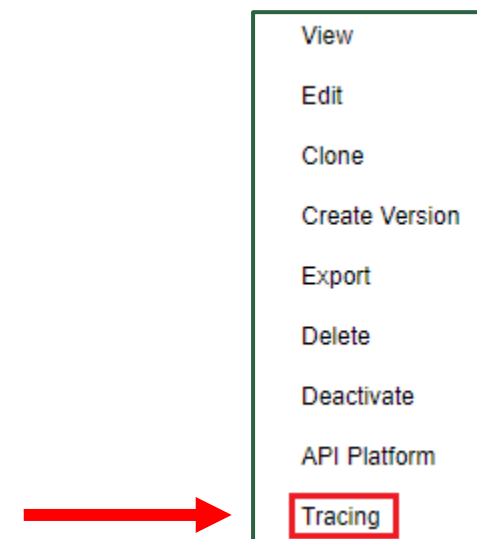 View
Edit
Clone
Create Version
Export
Delete
Deactivate
API Platform
Tracing